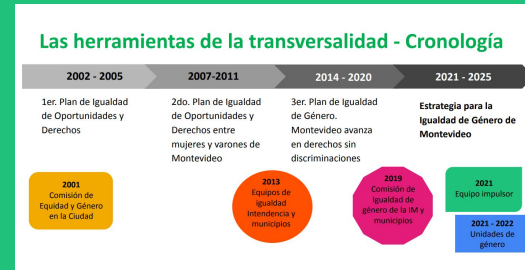 Las herramientas de la transversalidad - Cronología
2002 - 2005
2007-2011
2014 - 2020
2021 - 2025
1er. Plan de Igualdad
de Oportunidades y
Derechos
2do. Plan de Igualdad
de Oportunidades y
Derechos entre
mujeres y varones de
Montevideo
3er. Plan de Igualdad
de Género.
Montevideo avanza
en derechos sin
discriminaciones
Estrategia para la
Igualdad de Género de
Montevideo
2001
Comisión de
Equidad y Género
en la Ciudad
2013
Equipos de
igualdad
Intendencia y
municipios
2019
Comisión de
Igualdad de
género de la IM y
municipios
2021
Equipo impulsor
2021 - 2022
Unidades de
género